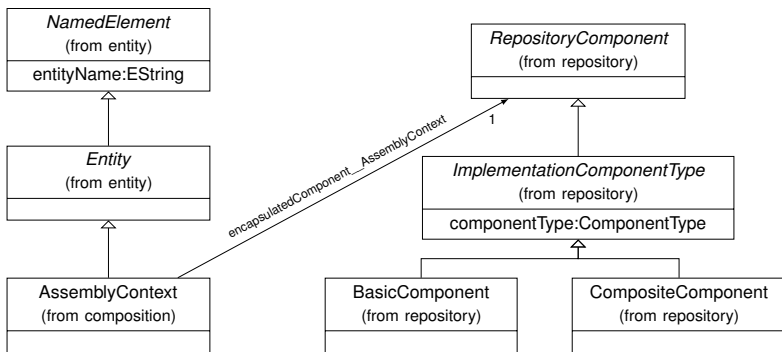 NamedElement
(from entity)
entityName:EString
RepositoryComponent
(from repository)
1
encapsulatedComponent__AssemblyContext
Entity
(from entity)
ImplementationComponentType
(from repository)
componentType:ComponentType
AssemblyContext
(from composition)
BasicComponent
(from repository)
CompositeComponent
(from repository)